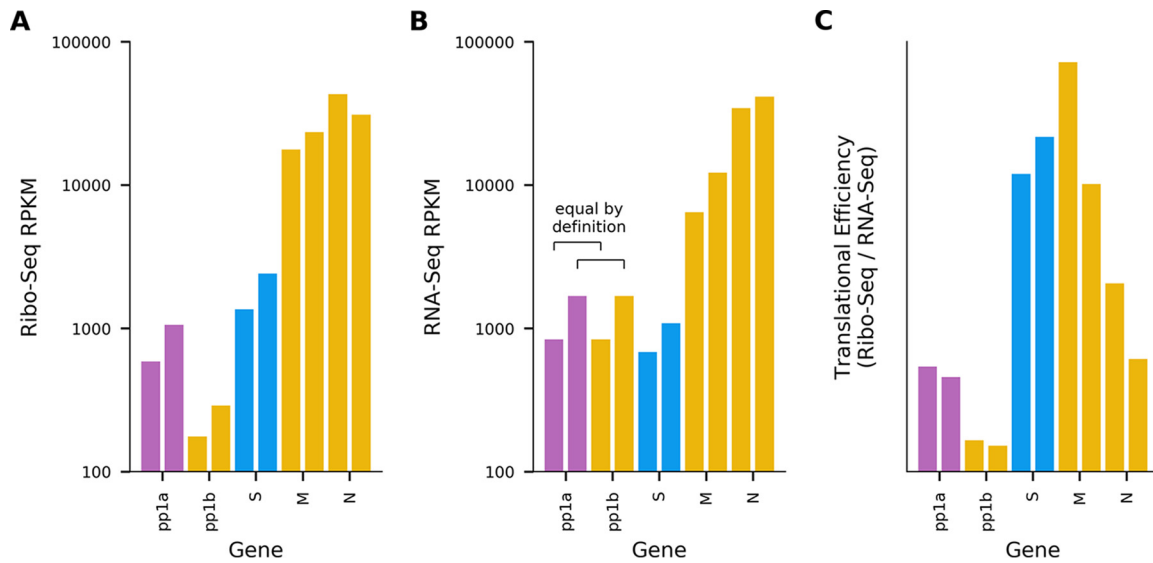 A
100000
10000
1000
100
Ribo-Seq RPKM
pp1a
pp1b
S
M
N
Gene
B
100000
10000
1000
100
RNA-Seq RPKM
equal by
definition
pp1a
pp1b
S
M
N
Gene
C
Translational Efficiency
(Ribo-Seq / RNA-Seq)
pp1a
pp1b
S
M
N
Gene